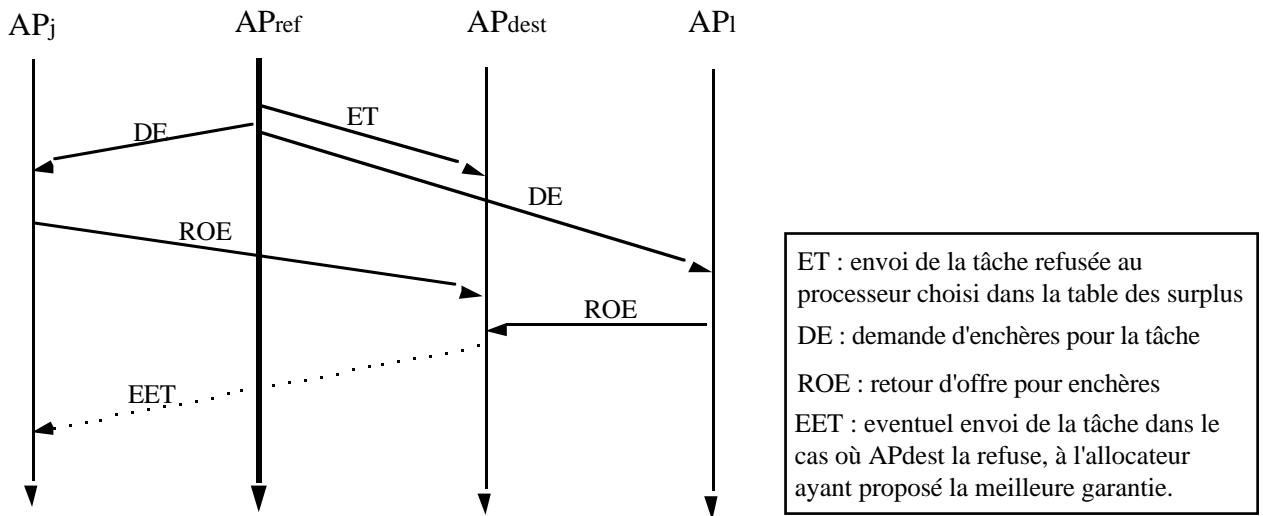 APj
APref
APdest
APl
ET
DE
DE
ROE
ROE
EET
ET : envoi de la tâche refusée au
processeur choisi dans la table des surplus
DE : demande d'enchères pour la tâche
ROE : retour d'offre pour enchères
EET : eventuel envoi de la tâche dans le
cas où APdest la refuse, à l'allocateur
ayant proposé la meilleure garantie.